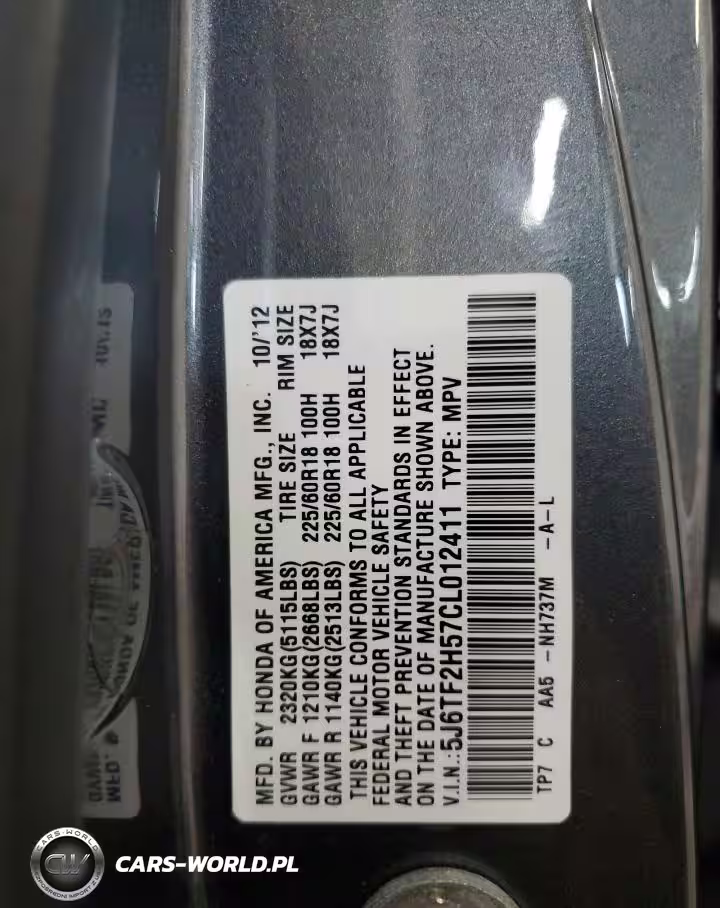 MFD. BY HONDA OF AMERICA MFG., INC. 10/'12
GVWR 2320KG(5115LBS) TIRE SIZE RIM SIZE
GAWR F 1210KG(2668LBS) 225/60R18 100H 18X7J
GAWR R 1140KG(2513LBS) 225/60R18 100H 18X7J
THIS VEHICLE CONFORMS TO ALL APPLICABLE
FEDERAL MOTOR VEHICLE SAFETY
AND THEFT PREVENTION STANDARDS IN EFFECT
ON THE DATE OF MANUFACTURE SHOWN ABOVE.
V.I.N.:5J6TF2H57CL012411 TYPE: MPV
TP7 C AA5 -NH737M -A-L
CARS-WORLD
CW
CARS-WORLD.PL